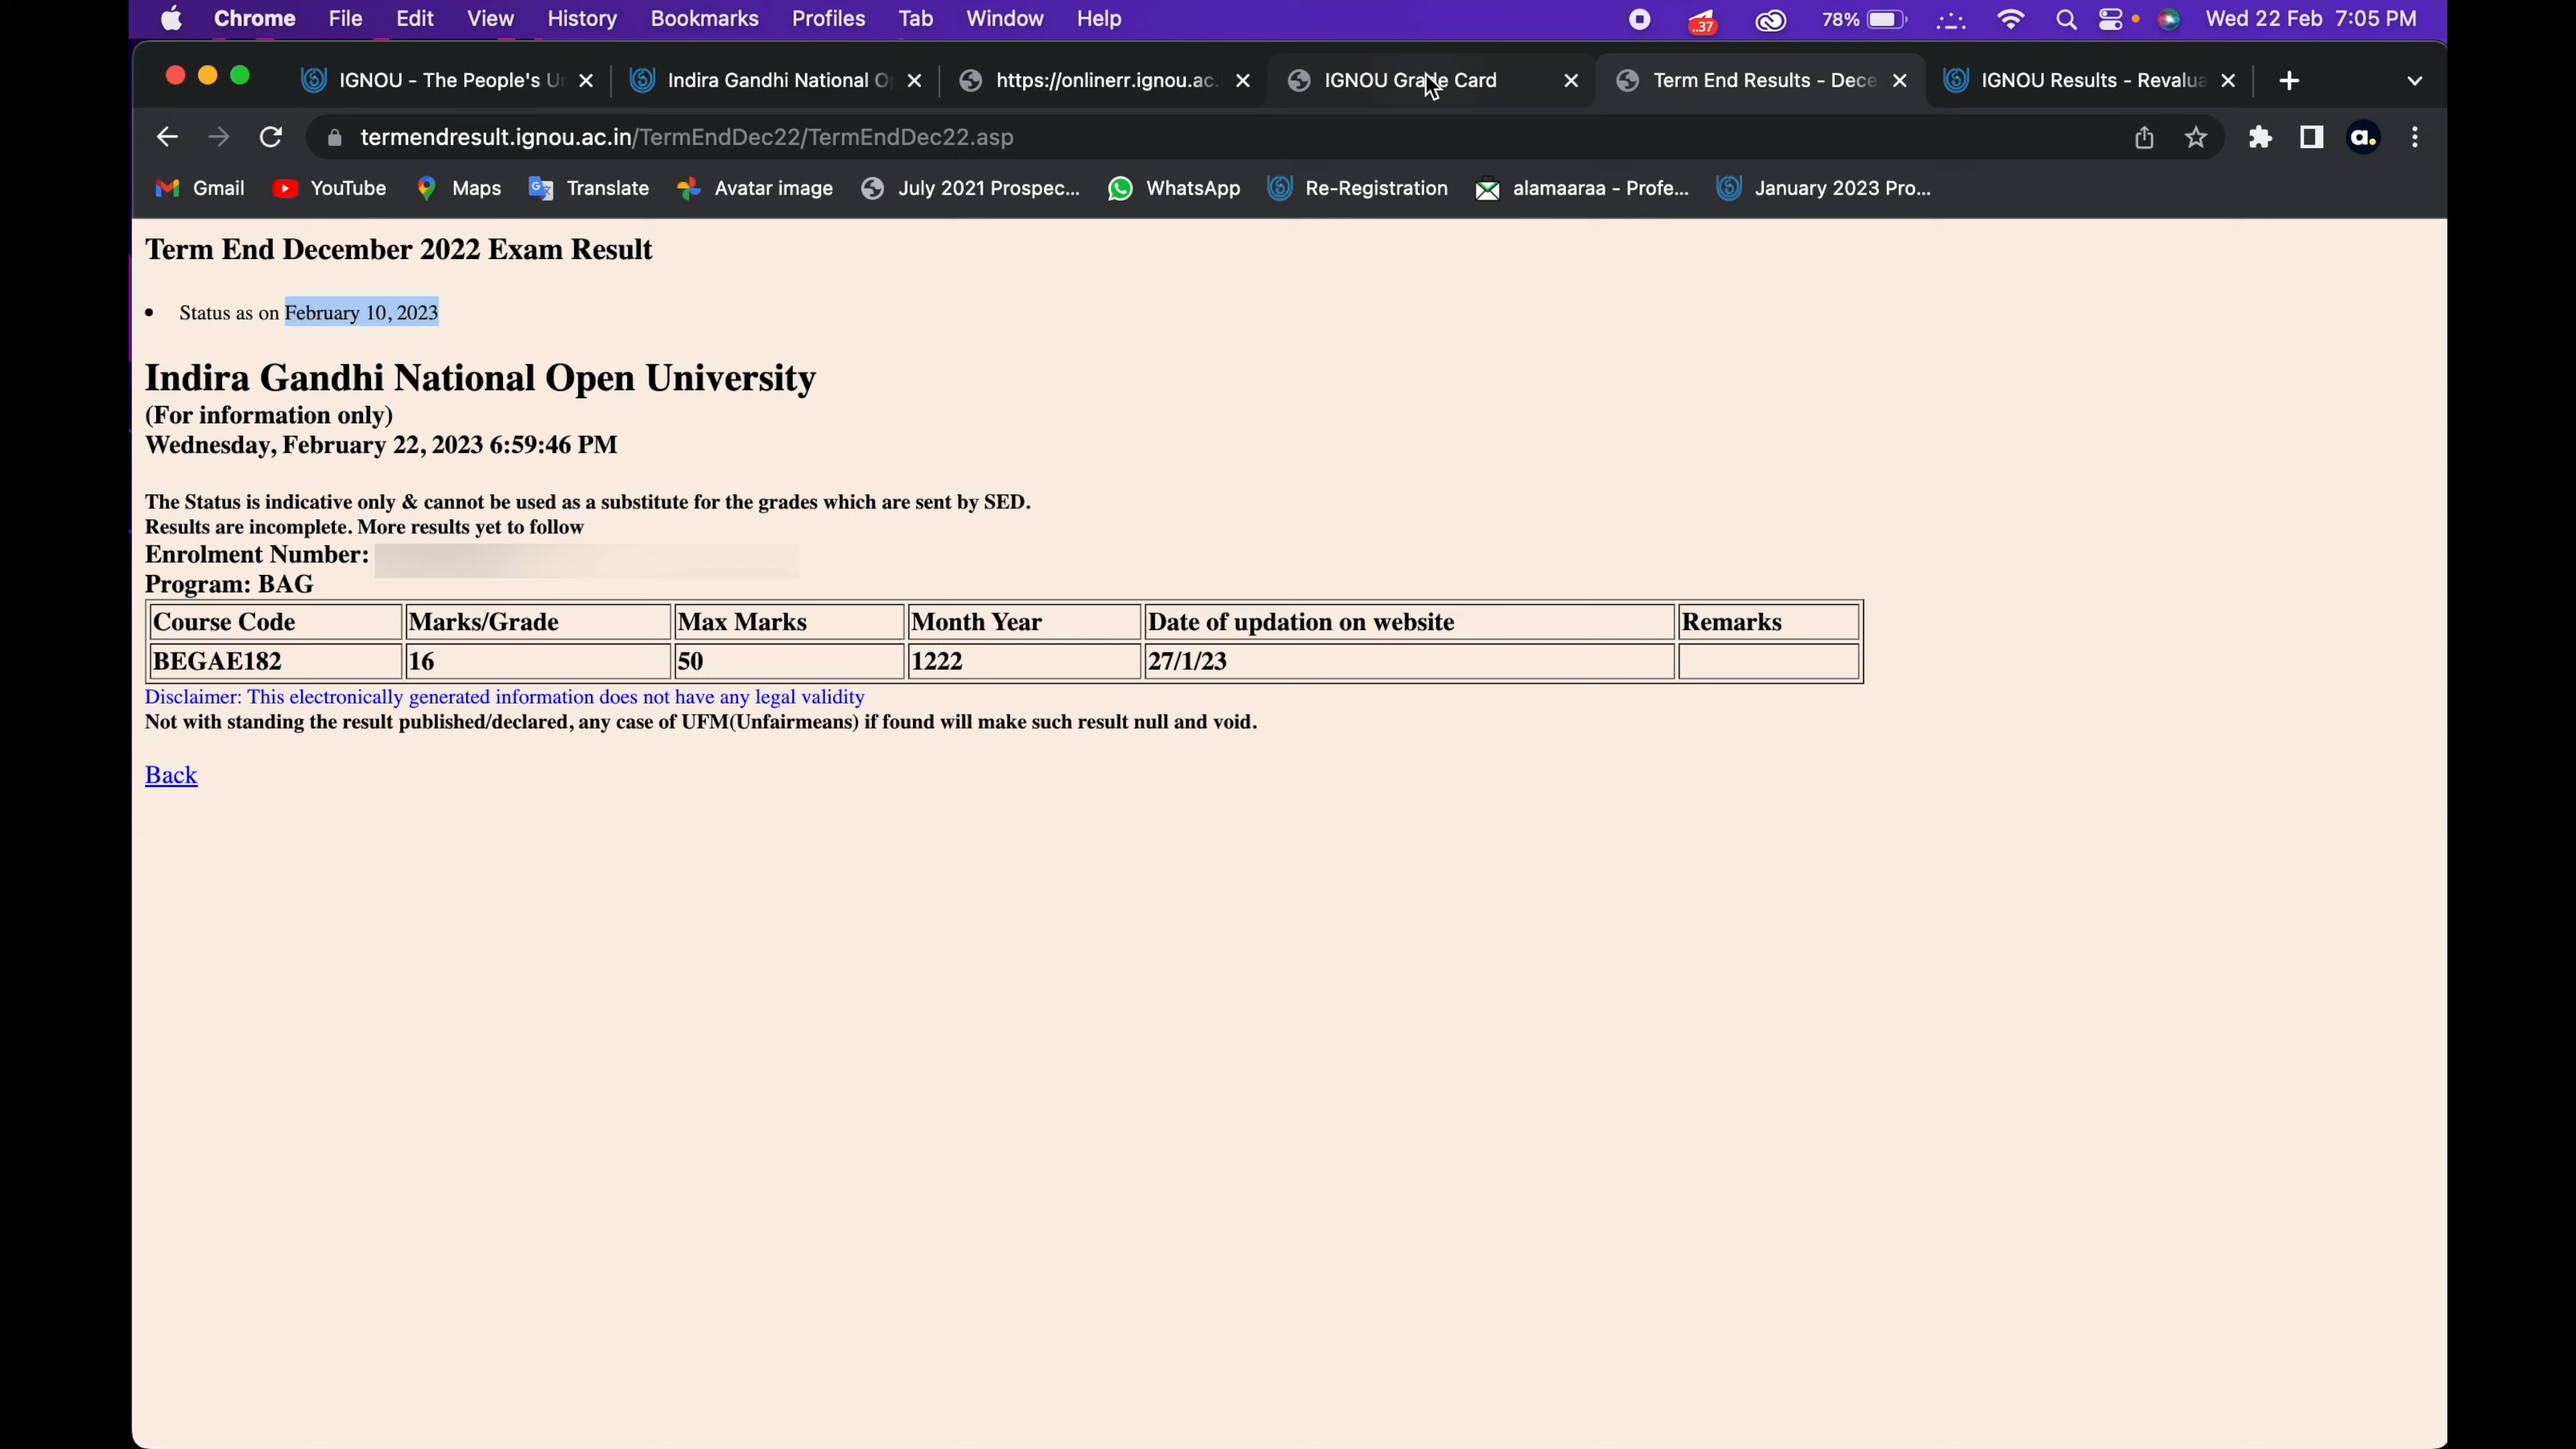 Chrome File Edit View History Bookmarks Profiles Tab Window Help ..37 78% Wed 22 Feb 7:05 PM
IGNOU - The People's Un Indira Gandhi National Op https://onlinerr.ignou.ac. IGNOU Grade Card Term End Results - Dece IGNOU Results - Revalua
termendresult.ignou.ac.in/TermEndDec22/TermEndDec22.asp a.
Gmail YouTube Maps Translate Avatar image July 2021 Prospec... WhatsApp Re-Registration alamaaraa - Profe... January 2023 Pro...
Term End December 2022 Exam Result
• Status as on February 10, 2023
Indira Gandhi National Open University
(For information only)
Wednesday, February 22, 2023 6:59:46 PM
The Status is indicative only & cannot be used as a substitute for the grades which are sent by SED.
Results are incomplete. More results yet to follow
Enrolment Number:
Program: BAG
Course Code Marks/Grade Max Marks Month Year Date of updation on website Remarks
BEGAE182 16 50 1222 27/1/23
Disclaimer: This electronically generated information does not have any legal validity
Not with standing the result published/declared, any case of UFM(Unfairmeans) if found will make such result null and void.
Back